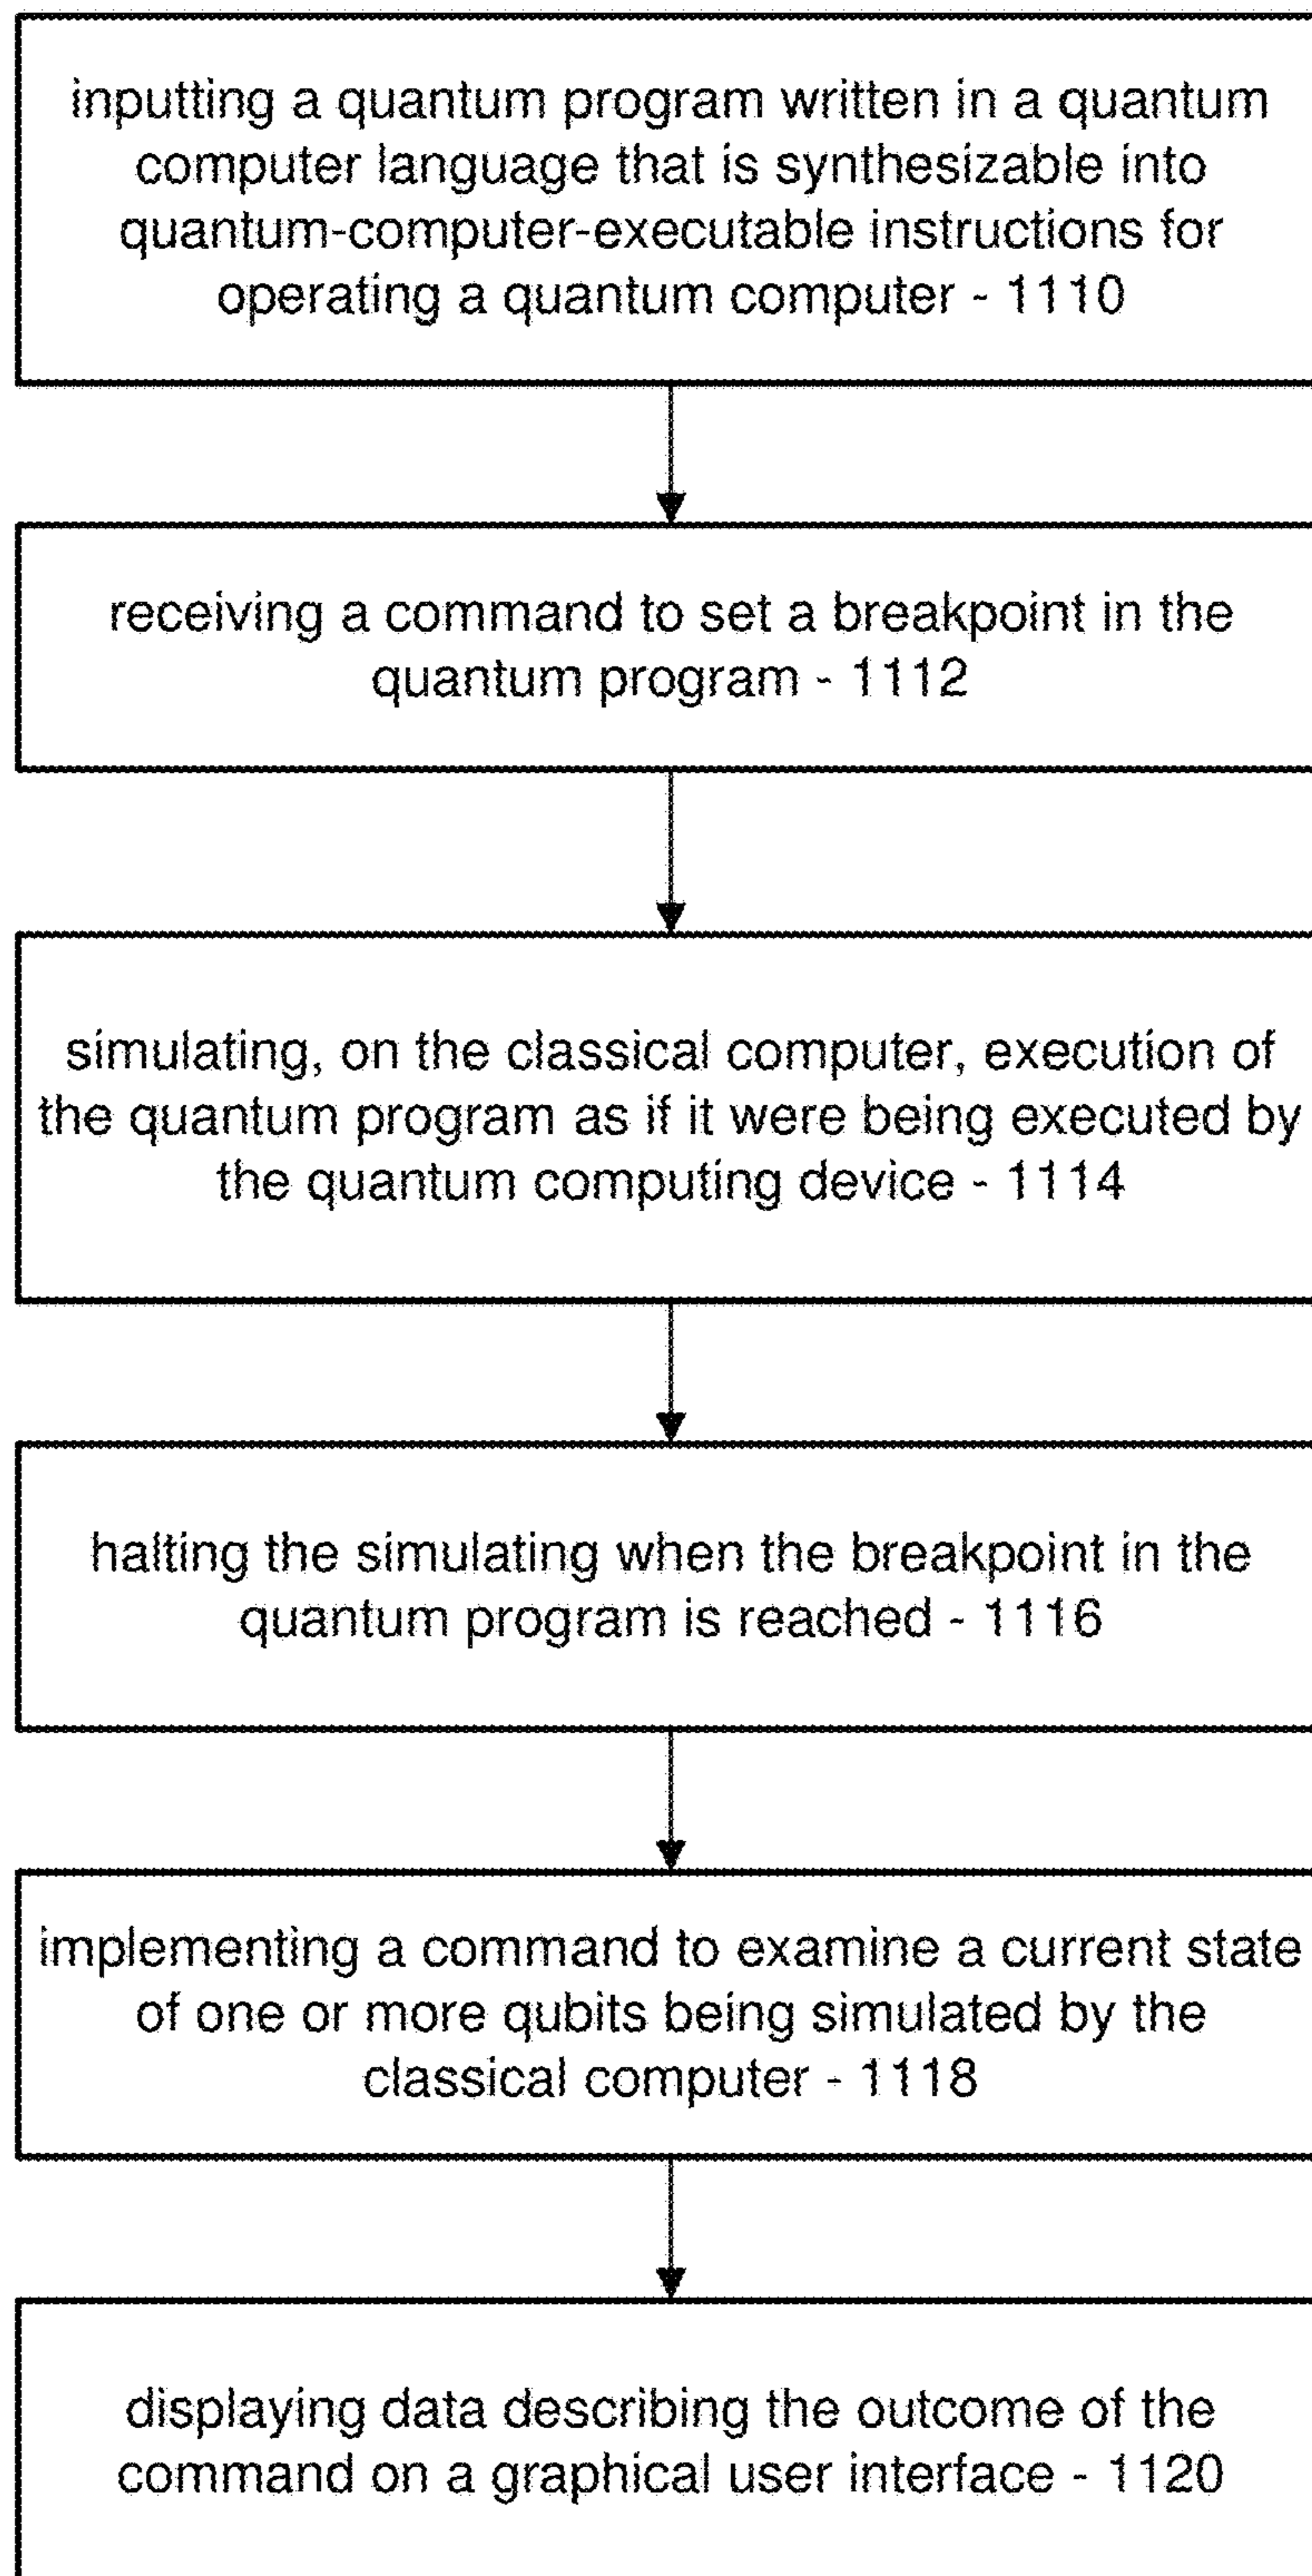 inputting a quantum program written in a quantum
computer language that is synthesizable into
quantum-computer-executable instructions for
operating a quantum computer - 1110
receiving a command to set a breakpoint in the
quantum program - 1112
simulating, on the classical computer, execution of
the quantum program as if it were being executed by
the quantum computing device - 1114
halting the simulating when the breakpoint in the
quantum program is reached - 1116
implementing a command to examine a current state
of one or more qubits being simulated by the
classical computer - 1118
displaying data describing the outcome of the
command on a graphical user interface - 1120